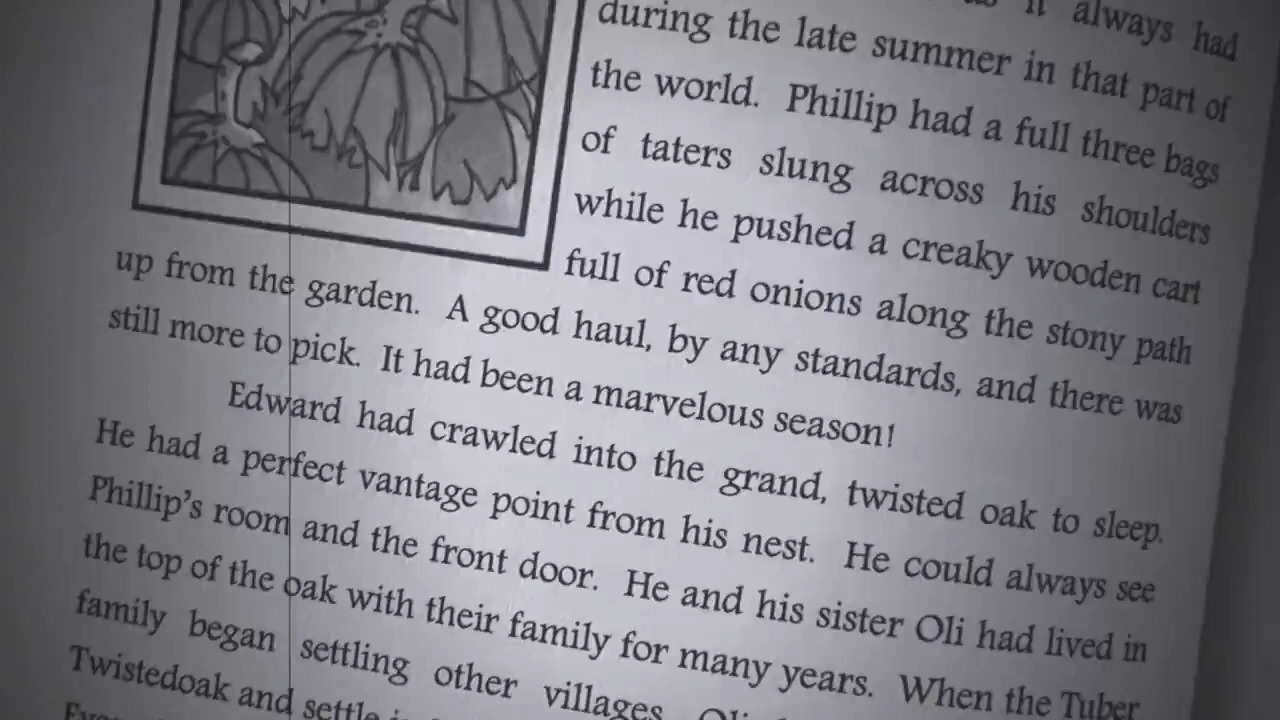 it always had
during the late summer in that part of
the world. Phillip had a full three bags
of taters slung across his shoulders
while he pushed a creaky wooden cart
full of red onions along the stony path
up from the garden. A good haul, by any standards, and there was
still more to pick. It had been a marvelous season!
Edward had crawled into the grand, twisted oak to sleep.
He had a perfect vantage point from his nest. He could always see
Phillip's room and the front door. He and his sister Oli had lived in
the top of the oak with their family for many years. When the Tuber
family began settling other villages
Twistedoak and settle